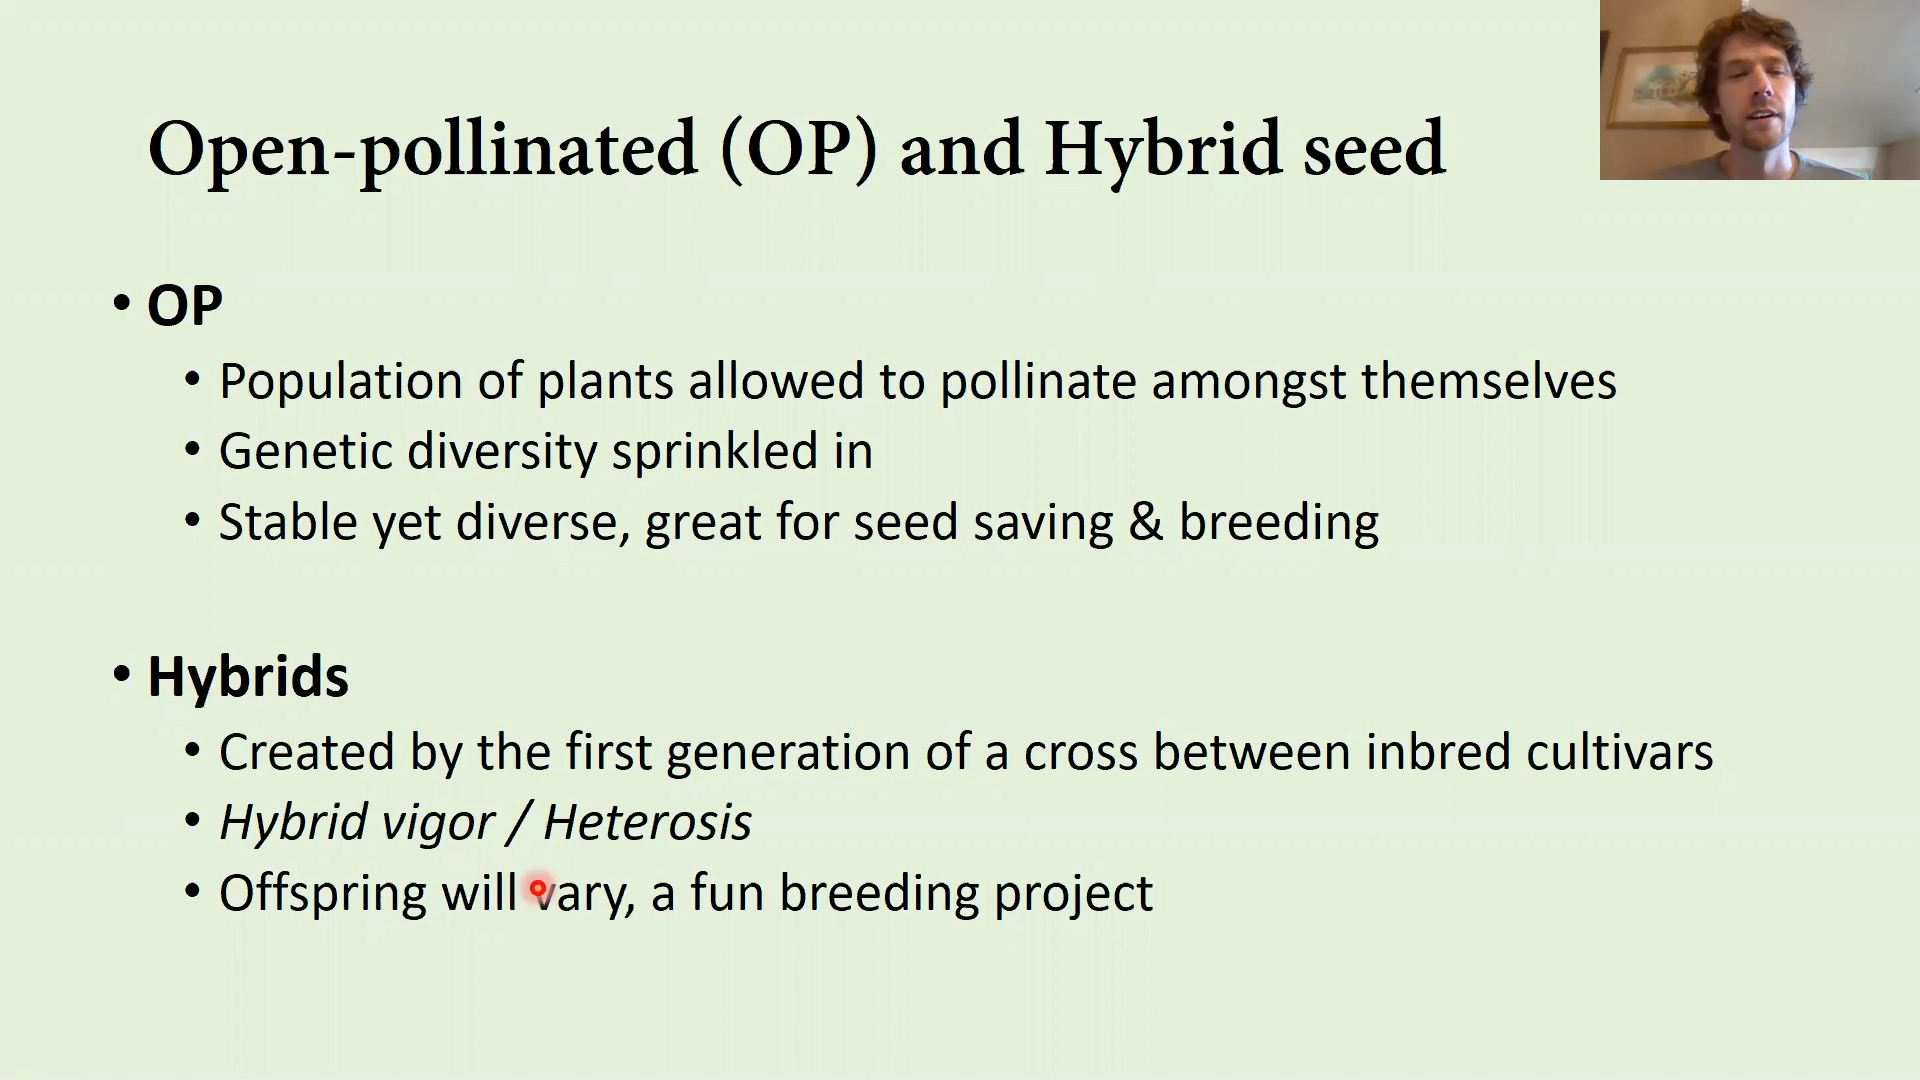 Open-pollinated (OP) and Hybrid seed
• OP
• Population of plants allowed to pollinate amongst themselves
• Genetic diversity sprinkled in
• Stable yet diverse, great for seed saving & breeding
• Hybrids
• Created by the first generation of a cross between inbred cultivars
• Hybrid vigor / Heterosis
• Offspring will vary, a fun breeding project